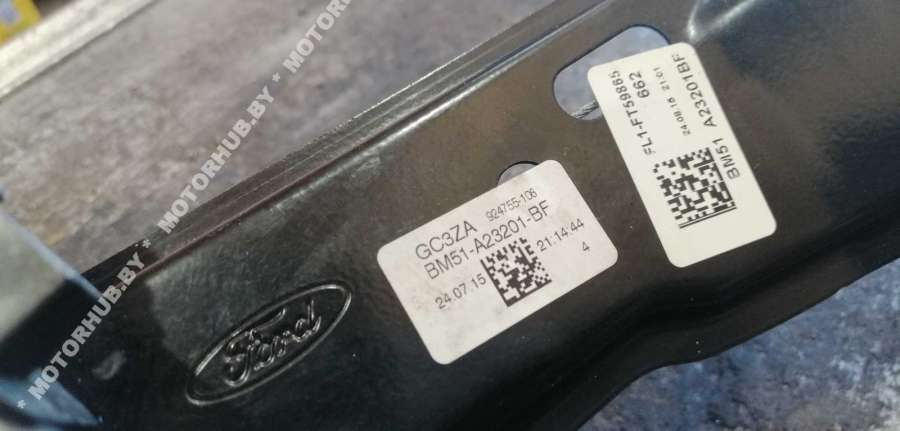 * MOTORHUB.BY * MOTORHUB.BY * MOTORHUB.BY *
Ford
GC3ZA 924755-106
BM51-A23201-BF
24.07.15 21:14:44
4
FL1-FT59865
662
24.08.16 21:01
BM51 A23201BF